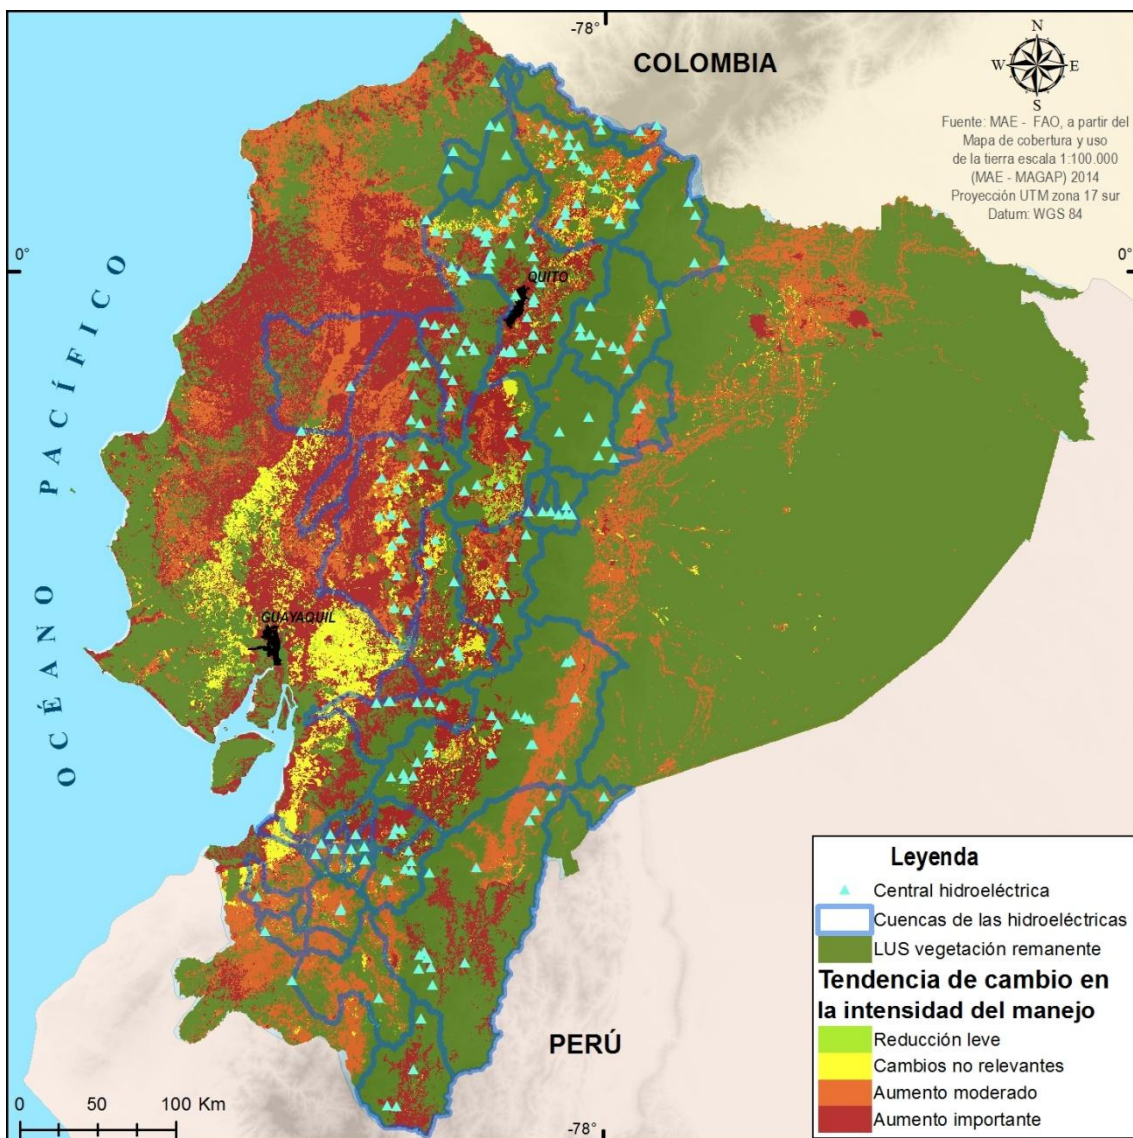 -78°
COLOMBIA
N
W E
S
Fuente: MAE - FAO, a partir del
Mapa de cobertura y uso
de la tierra escala 1:100.000
(MAE - MAGAP) 2014
Proyección UTM zona 17 sur
Datum: WGS 84
0°
0°
QUITO
OCÉANO PACÍFICO
GUAYAQUIL
PERÚ
Leyenda
Central hidroeléctrica
Cuencas de las hidroeléctricas
LUS vegetación remanente
Tendencia de cambio en
la intensidad del manejo
Reducción leve
Cambios no relevantes
Aumento moderado
Aumento importante
0 50 100 Km
-78°